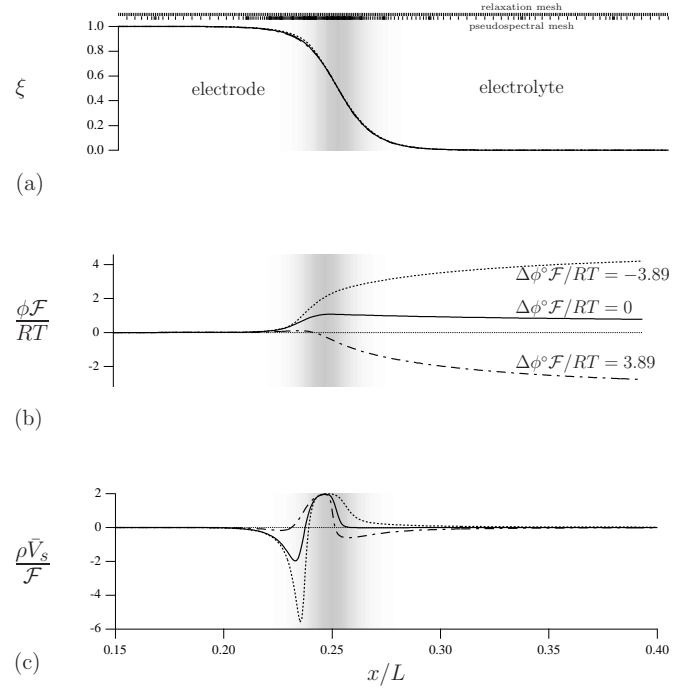 relaxation mesh
pseudospectral mesh
1.0
0.8
0.6
0.4
0.2
0.0
ξ
electrode
electrolyte
(a)
4
2
0
-2
ϕℱ
RT
Δϕ°ℱ/RT = −3.89
Δϕ°ℱ/RT = 0
Δϕ°ℱ/RT = 3.89
(b)
2
0
-2
-4
-6
ρV̄ₛ
ℱ
0.15 0.20 0.25 0.30 0.35 0.40
x/L
(c)